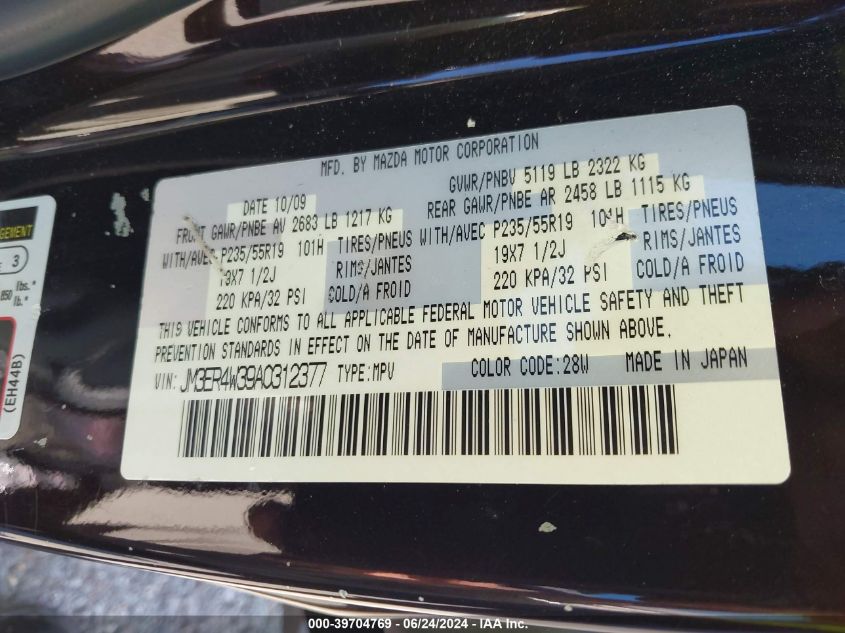 MFD. BY MAZDA MOTOR CORPORATION
DATE 10/09
GVWR/PNBV 5119 LB 2322 KG
FRONT GAWR/PNBE AV 2683 LB 1217 KG
REAR GAWR/PNBE AR 2458 LB 1115 KG
WITH/AVEC P235/55R19 101H TIRES/PNEUS
WITH/AVEC P235/55R19 101H TIRES/PNEUS
19X7 1/2J RIMS/JANTES
19X7 1/2J RIMS/JANTES
220 KPA/32 PSI COLD/A FROID
220 KPA/32 PSI COLD/A FROID
THIS VEHICLE CONFORMS TO ALL APPLICABLE FEDERAL MOTOR VEHICLE SAFETY AND THEFT
PREVENTION STANDARDS IN EFFECT ON THE DATE OF MANUFACTURE SHOWN ABOVE.
VIN: JM3ER4W39A0312377 TYPE:MPV
COLOR CODE:28W MADE IN JAPAN
3
850 lbs.*
lb.*
(EH44B)
000-39704769 - 06/24/2024 - IAA Inc.